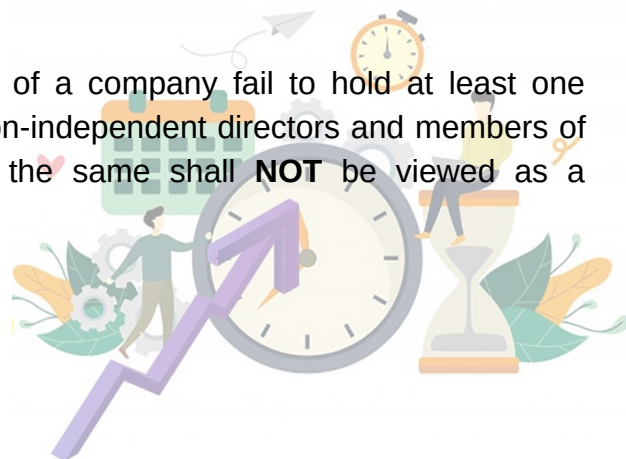 of a company fail to hold at least one
on-independent directors and members of
the same shall NOT be viewed as a